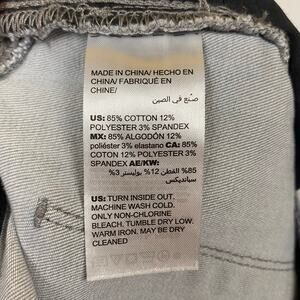 MADE IN CHINA/ HECHO EN
CHINA/ FABRIQUÉ EN
CHINE/
صنع في الصين
US: 85% COTTON 12%
POLYESTER 3% SPANDEX
MX: 85% ALGODÓN 12%
poliéster 3% elastano CA: 85%
COTON 12% POLYESTER 3%
SPANDEX AE/KW:
85% القطن 12% بوليستر 3%
سباندیکس
US: TURN INSIDE OUT.
MACHINE WASH COLD.
ONLY NON-CHLORINE
BLEACH. TUMBLE DRY LOW.
WARM IRON. MAY BE DRY
CLEANED